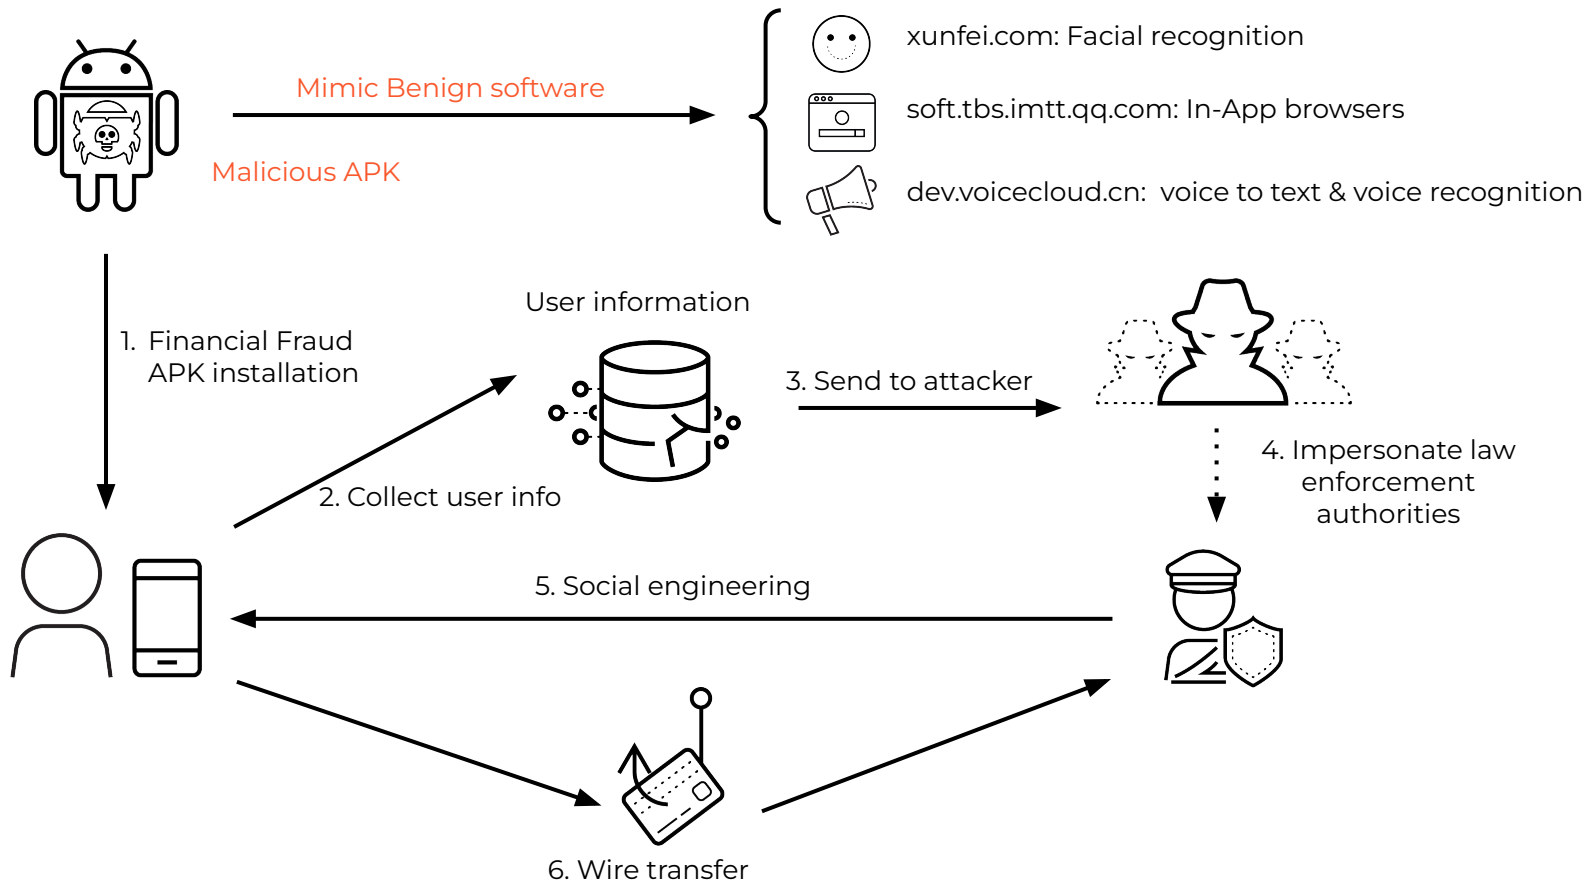 Mimic Benign software
Malicious APK
xunfei.com: Facial recognition
soft.tbs.imtt.qq.com: In-App browsers
dev.voicecloud.cn: voice to text & voice recognition
1. Financial Fraud
APK installation
User information
2. Collect user info
3. Send to attacker
4. Impersonate law
enforcement
authorities
5. Social engineering
6. Wire transfer